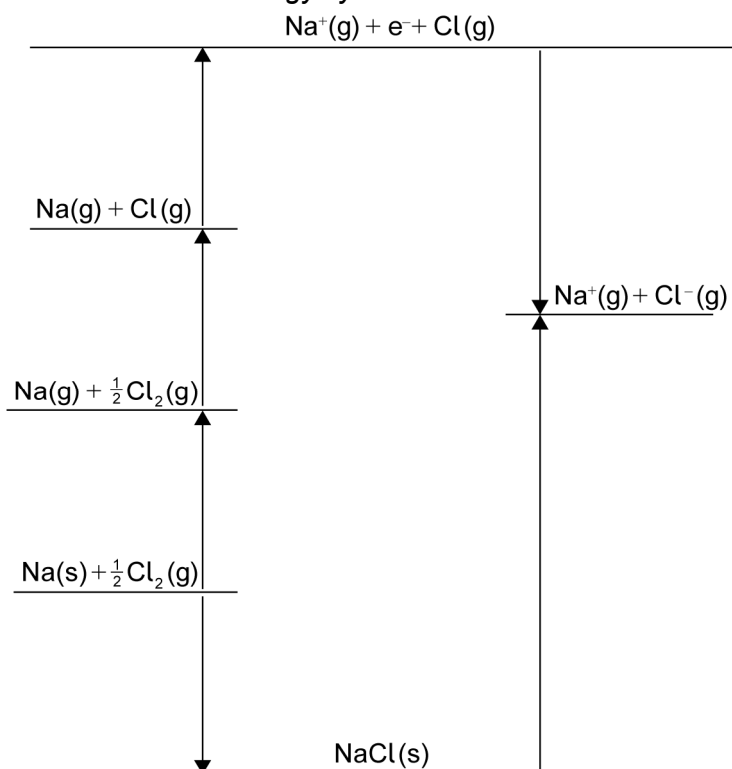 Na⁺(g) + e⁻+ Cl(g)
Na(g) + Cl(g)
Na⁺(g) + Cl⁻(g)
Na(g) + ½Cl₂(g)
Na(s)+½Cl₂(g)
NaCl(s)